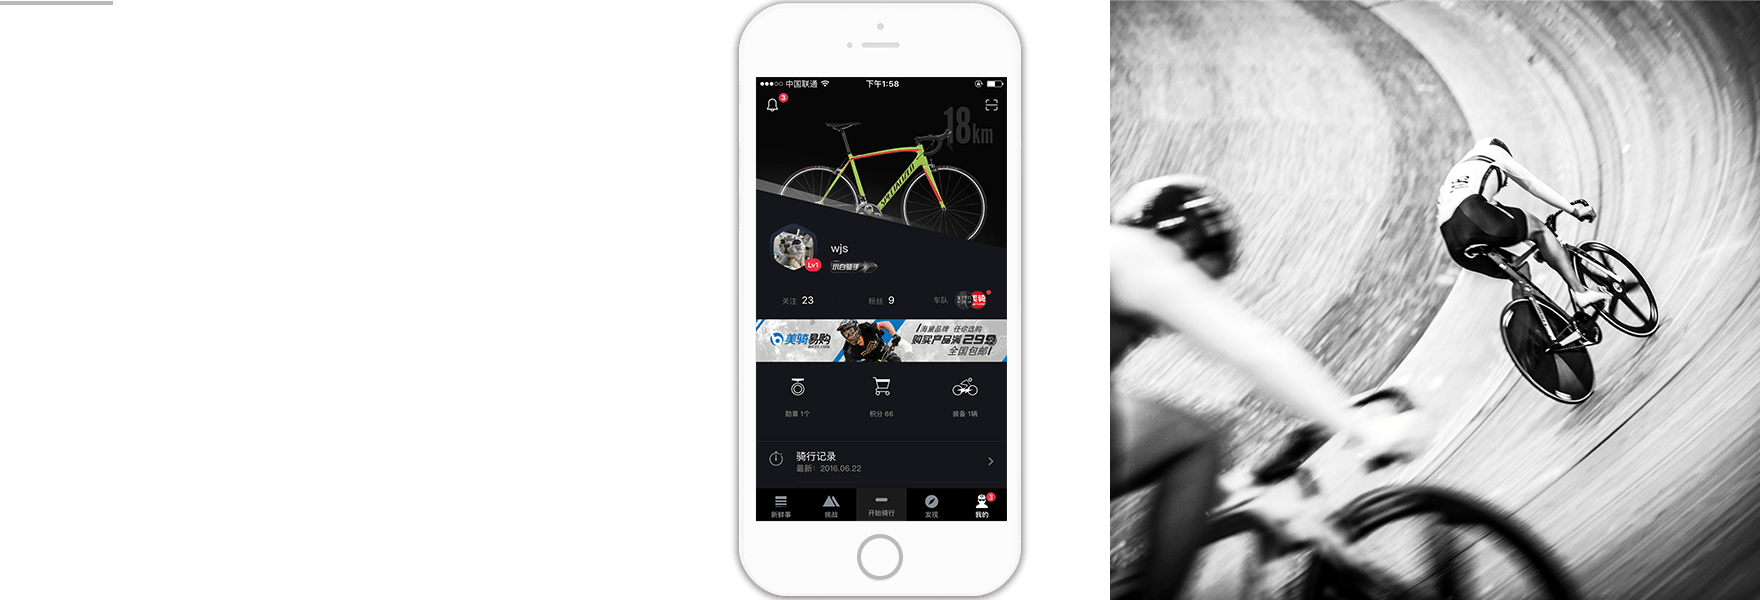 中国联通
下午1:58
3
18km
SPECIALIZED
wjs
Lv1
小白骑手
关注 23
粉丝 9
车队
美骑
美骑易购
海量品牌 任你选购
购买产品满299
全国包邮
勋章 1个
积分 66
装备 1辆
骑行记录
最新：2016.06.22
新鲜事
挑战
开始骑行
发现
我的
3